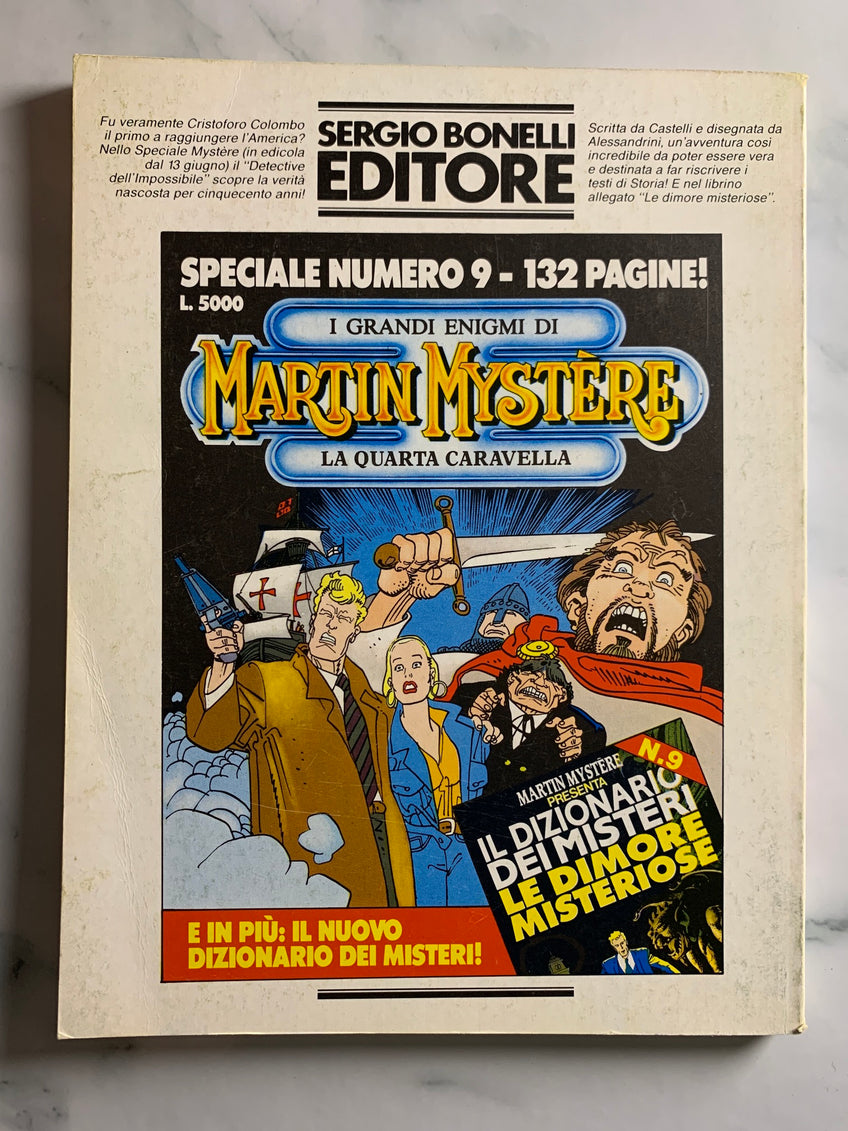 Fu veramente Cristoforo Colombo
il primo a raggiungere l'America?
Nello Speciale Mystère (in edicola
dal 13 giugno) il "Detective
dell'Impossibile" scopre la verità
nascosta per cinquecento anni!
SERGIO BONELLI
EDITORE
Scritta da Castelli e disegnata da
Alessandrini, un'avventura così
incredibile da poter essere vera
e destinata a far riscrivere i
testi di Storia! E nel librino
allegato "Le dimore misteriose".
SPECIALE NUMERO 9 - 132 PAGINE!
L. 5000
I GRANDI ENIGMI DI
MARTIN MYSTÈRE
LA QUARTA CARAVELLA
N.9
MARTIN MYSTÈRE
PRESENTA
IL DIZIONARIO
DEI MISTERI
LE DIMORE
MISTERIOSE
E IN PIÙ: IL NUOVO
DIZIONARIO DEI MISTERI!